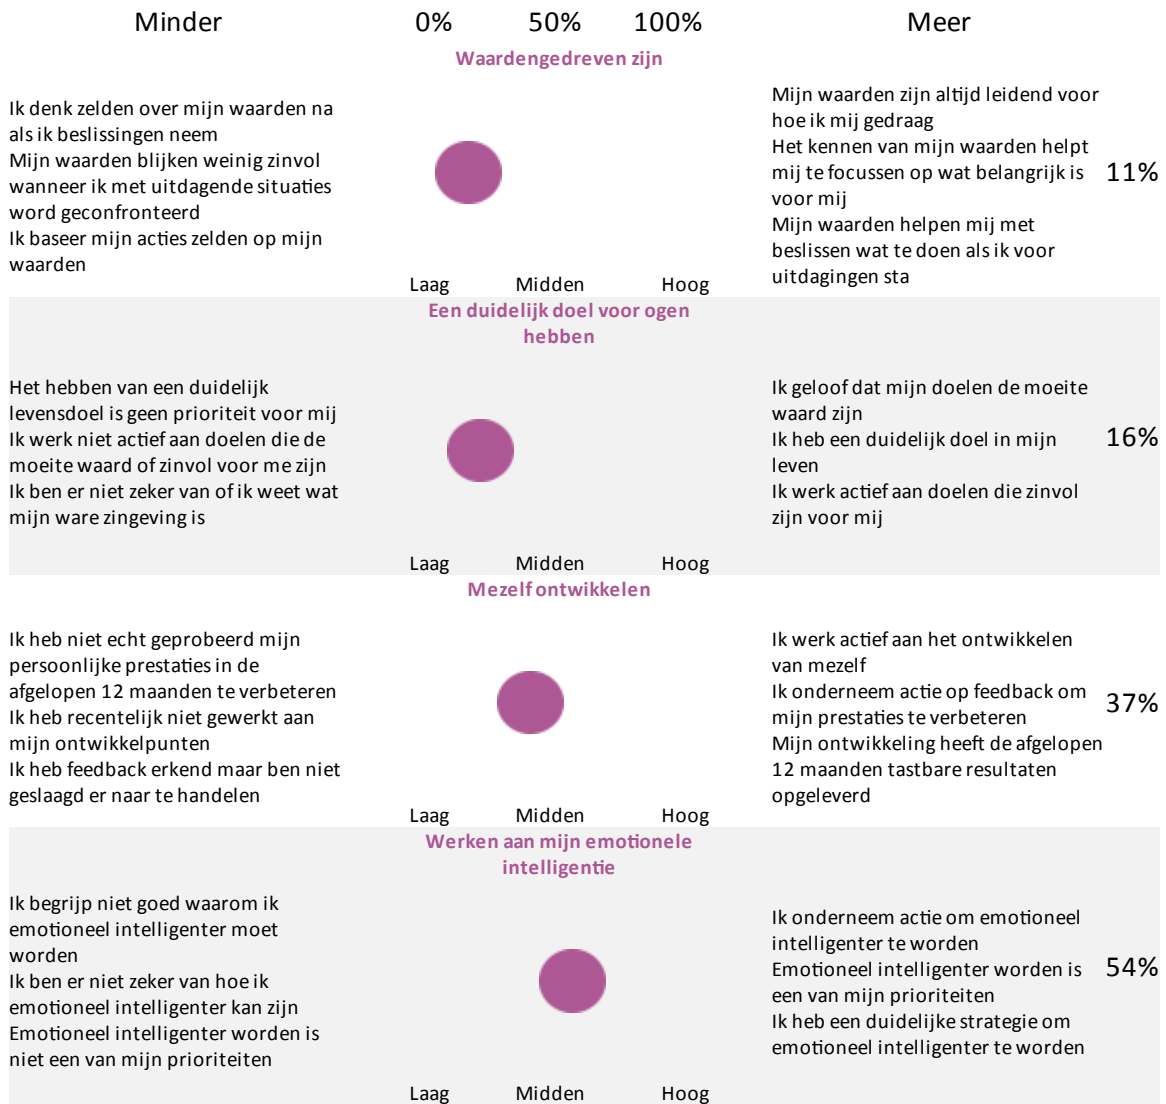 Minder 0% 50% 100% Meer
Waardengedreven zijn
Ik denk zelden over mijn waarden na
als ik beslissingen neem
Mijn waarden blijken weinig zinvol
wanneer ik met uitdagende situaties
word geconfronteerd
Ik baseer mijn acties zelden op mijn
waarden
Mijn waarden zijn altijd leidend voor
hoe ik mij gedraag
Het kennen van mijn waarden helpt
mij te focussen op wat belangrijk is
voor mij
Mijn waarden helpen mij met
beslissen wat te doen als ik voor
uitdagingen sta
11%
Laag Midden Hoog
Een duidelijk doel voor ogen
hebben
Het hebben van een duidelijk
levensdoel is geen prioriteit voor mij
Ik werk niet actief aan doelen die de
moeite waard of zinvol voor me zijn
Ik ben er niet zeker van of ik weet wat
mijn ware zingeving is
Ik geloof dat mijn doelen de moeite
waard zijn
Ik heb een duidelijk doel in mijn
leven
Ik werk actief aan doelen die zinvol
zijn voor mij
16%
Laag Midden Hoog
Mezelf ontwikkelen
Ik heb niet echt geprobeerd mijn
persoonlijke prestaties in de
afgelopen 12 maanden te verbeteren
Ik heb recentelijk niet gewerkt aan
mijn ontwikkelpunten
Ik heb feedback erkend maar ben niet
geslaagd er naar te handelen
Ik werk actief aan het ontwikkelen
van mezelf
Ik onderneem actie op feedback om
mijn prestaties te verbeteren
Mijn ontwikkeling heeft de afgelopen
12 maanden tastbare resultaten
opgeleverd
37%
Laag Midden Hoog
Werken aan mijn emotionele
intelligentie
Ik begrijp niet goed waarom ik
emotioneel intelligenter moet
worden
Ik ben er niet zeker van hoe ik
emotioneel intelligenter kan zijn
Emotioneel intelligenter worden is
niet een van mijn prioriteiten
Ik onderneem actie om emotioneel
intelligenter te worden
Emotioneel intelligenter worden is
een van mijn prioriteiten
Ik heb een duidelijke strategie om
emotioneel intelligenter te worden
54%
Laag Midden Hoog